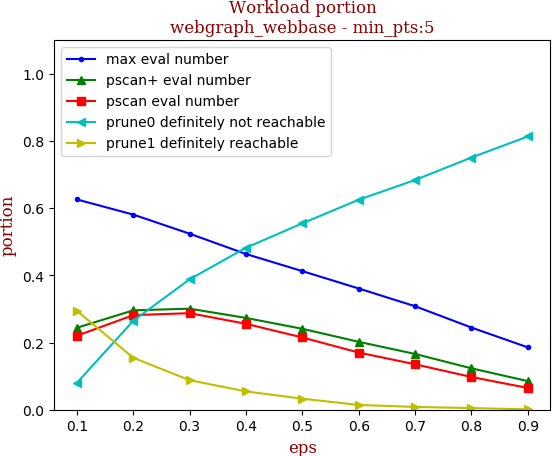 Workload portion
webgraph_webbase - min_pts:5
max eval number
pscan+ eval number
pscan eval number
prune0 definitely not reachable
prune1 definitely reachable
portion
1.0
0.8
0.6
0.4
0.2
0.0
0.1 0.2 0.3 0.4 0.5 0.6 0.7 0.8 0.9
eps